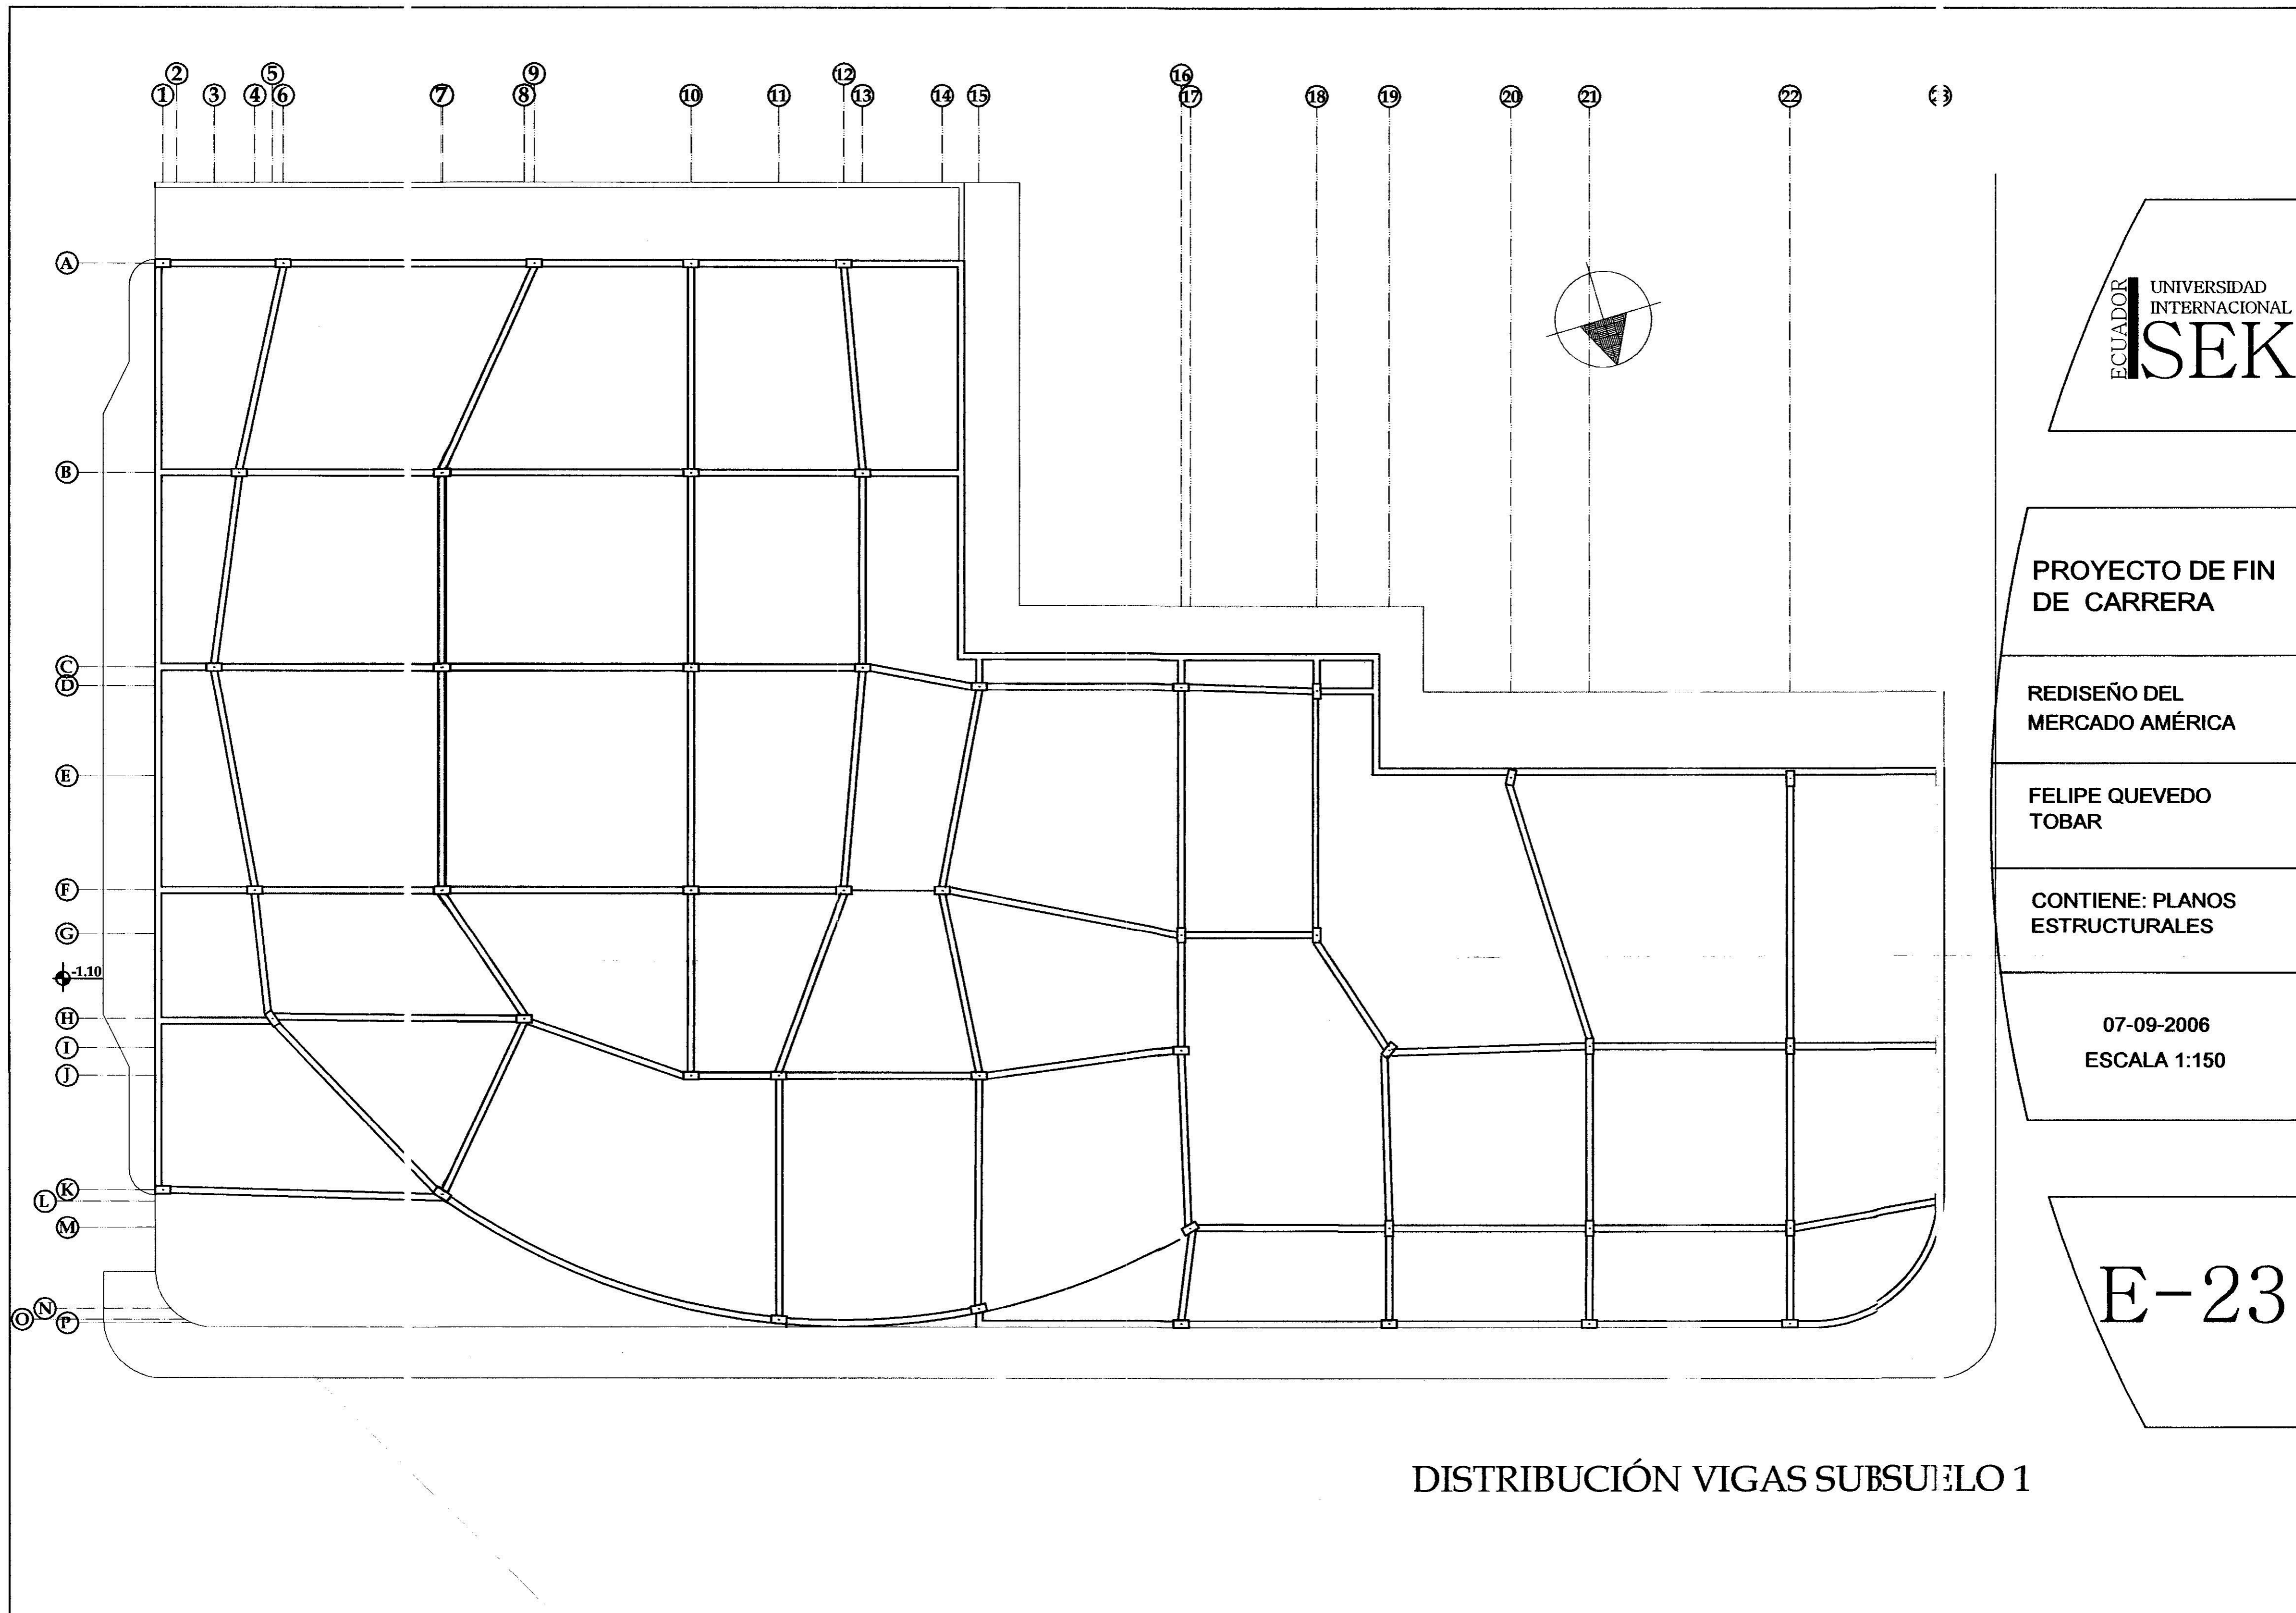 2
5
9
12
16
1
3
4
6
7
8
10
11
13
14
15
17
18
19
20
21
22
A
B
C
D
E
F
G
-1.10
H
I
J
K
L
M
N
O
P
ECUADOR
UNIVERSIDAD
INTERNACIONAL
SEK
PROYECTO DE FIN
DE CARRERA
REDISEÑO DEL
MERCADO AMÉRICA
FELIPE QUEVEDO
TOBAR
CONTIENE: PLANOS
ESTRUCTURALES
07-09-2006
ESCALA 1:150
E-23
DISTRIBUCIÓN VIGAS SUBSUELO 1